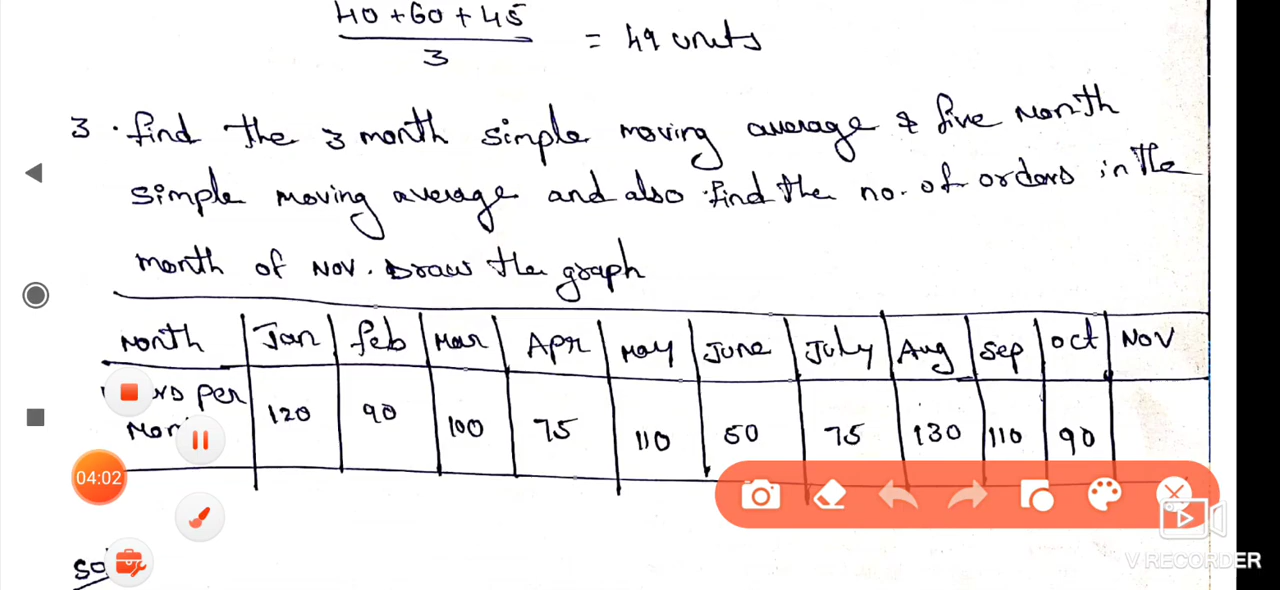 40 + 60 + 45
3
= 49 units
3. find the 3 month simple moving average & five Month
simple moving average and also find the no. of orders in the
month of NOV. Draw the graph
Month Jan feb Mar Apr May June July Aug Sep oct NOV
per 120 90 100 75 110 50 75 130 110 90
04:02
V RECORDER